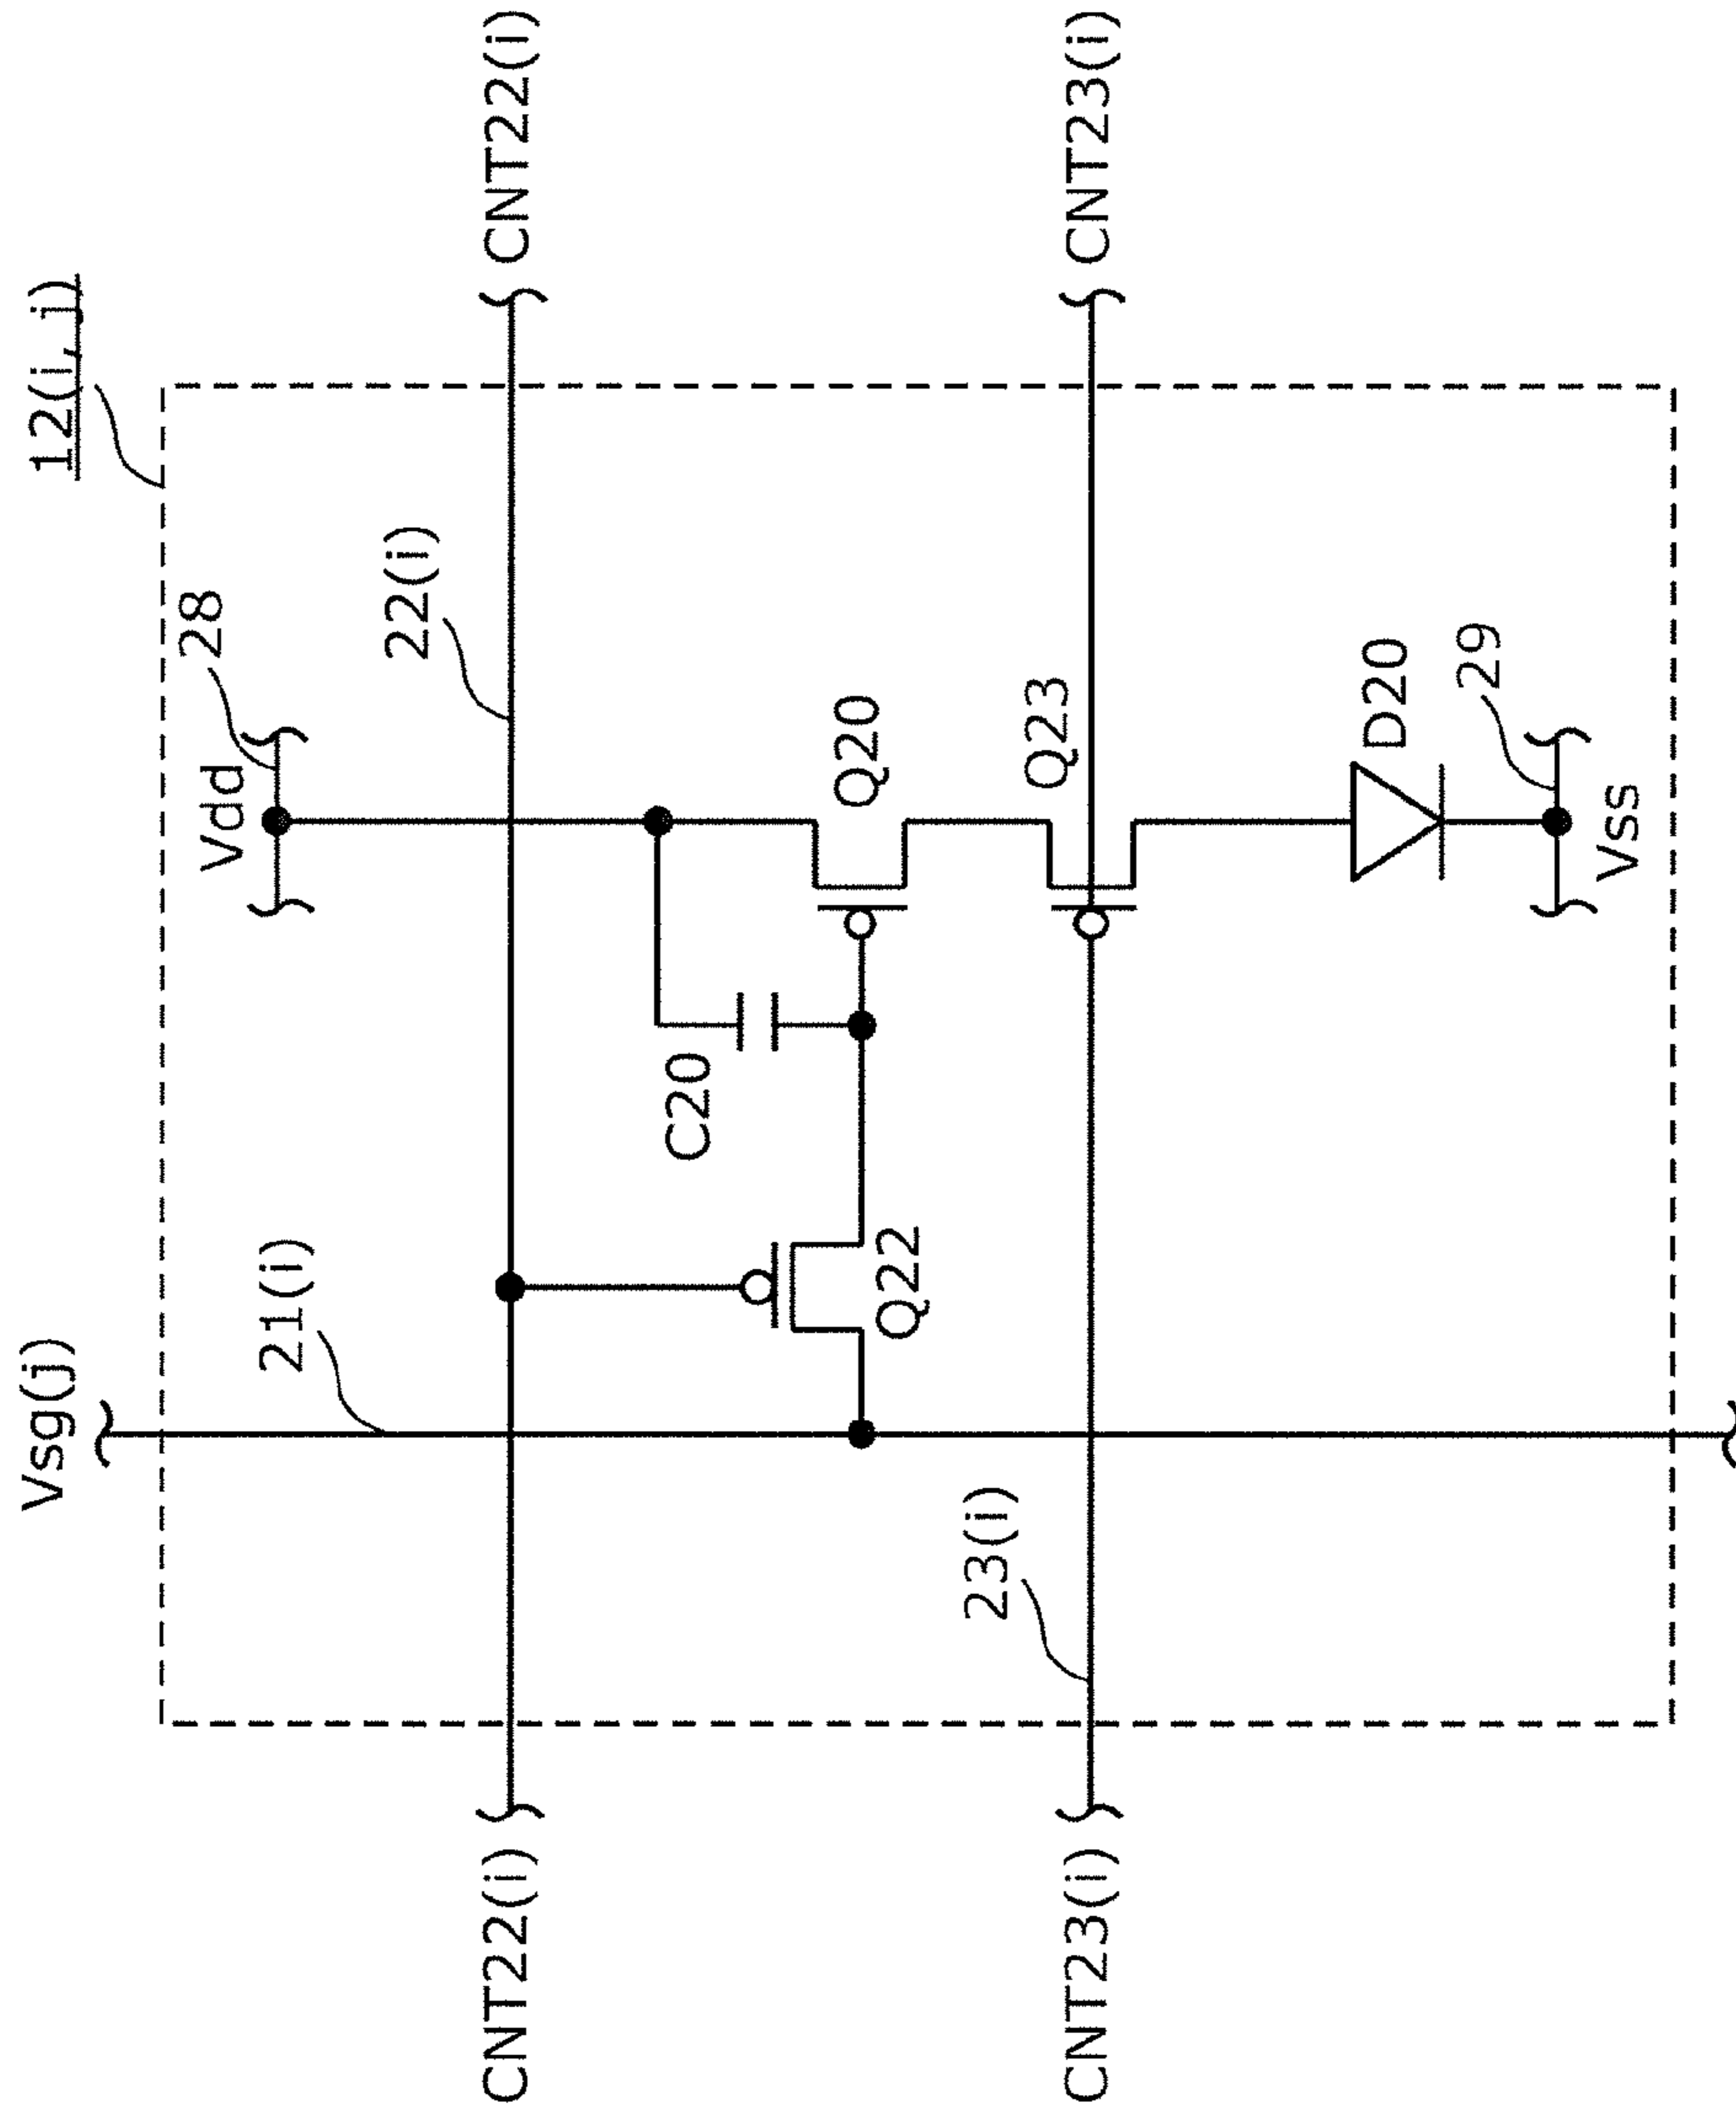 Vsg(j)
12(i,j)
28
Vdd
21(i)
22(i)
CNT22(i)
CNT22(i)
C20
Q20
Q22
23(i)
Q23
CNT23(i)
CNT23(i)
D20
29
Vss